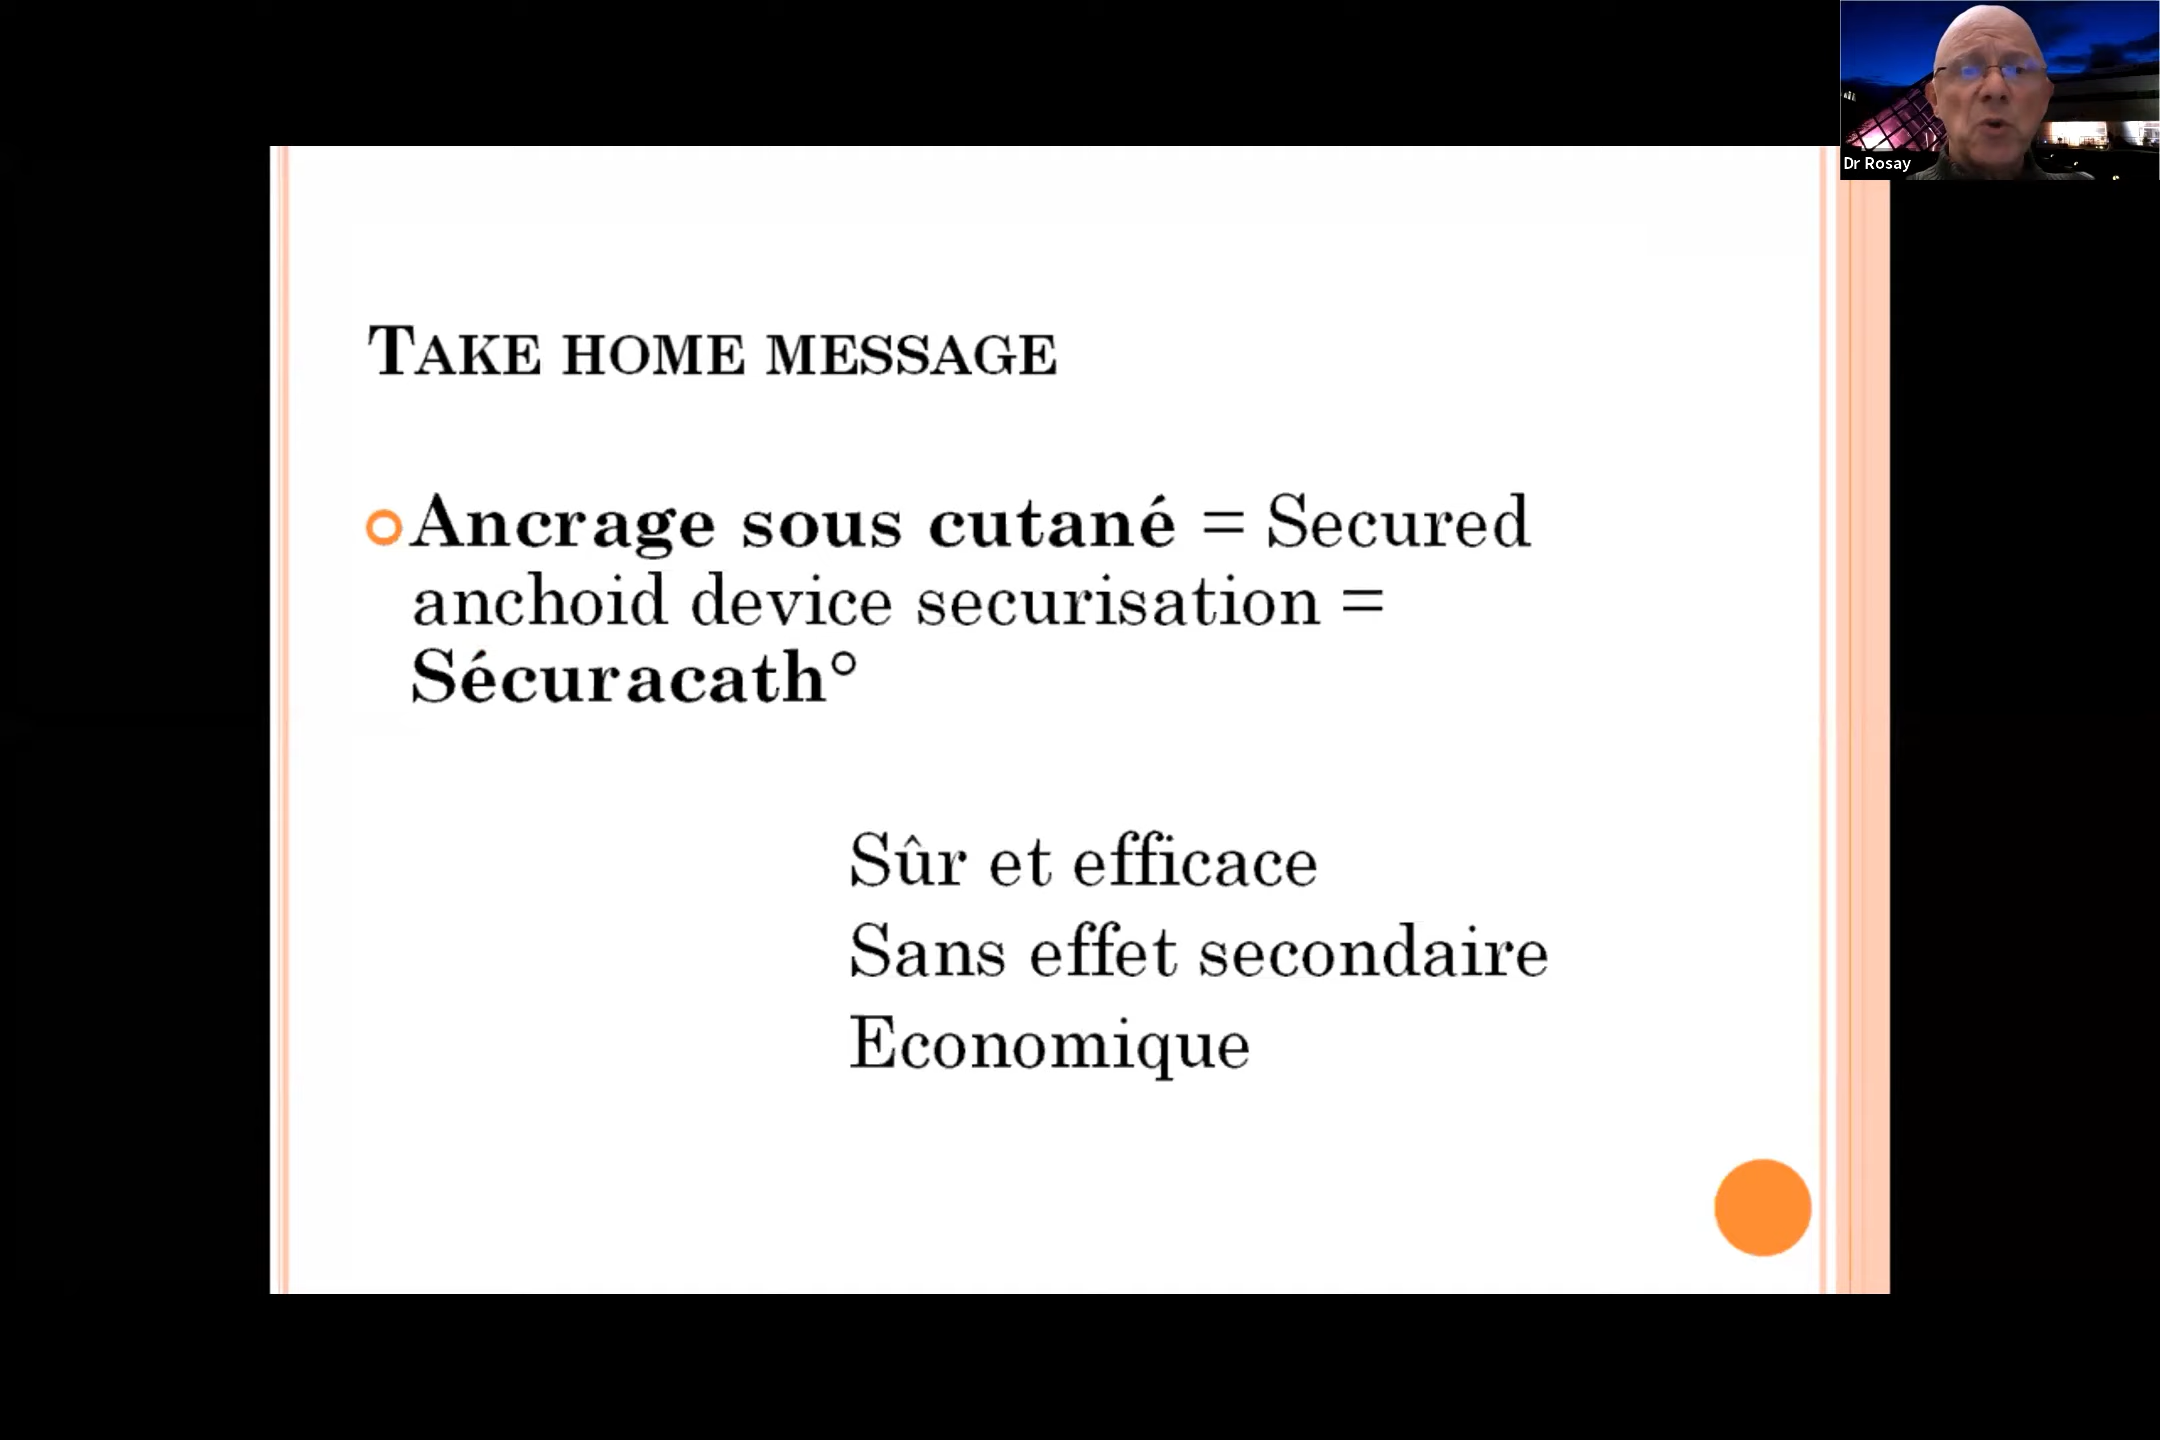 Dr Rosay
TAKE HOME MESSAGE
Ancrage sous cutané = Secured
anchoid device securisation =
Sécuracath°
Sûr et efficace
Sans effet secondaire
Economique